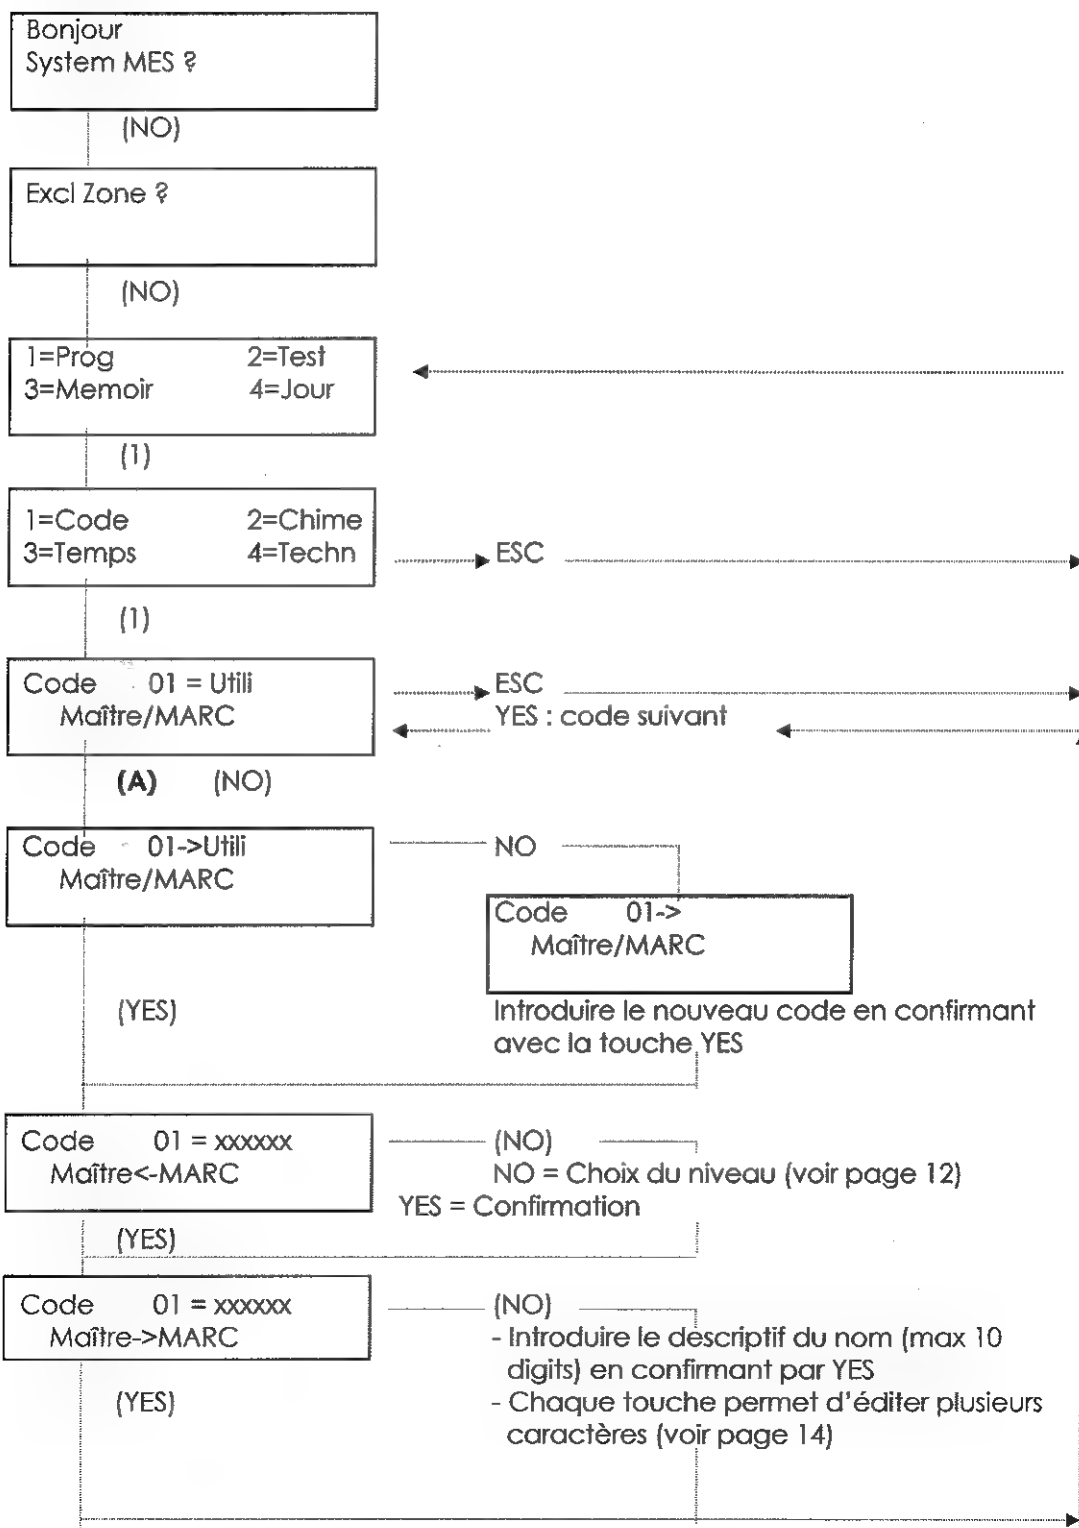 Bonjour
System MES ?
(NO)
Excl Zone ?
(NO)
1=Prog 2=Test
3=Memoir 4=Jour
(1)
1=Code 2=Chime
3=Temps 4=Techn
ESC
(1)
Code 01 = Utili
Maître/MARC
ESC
YES : code suivant
(A) (NO)
Code 01->Utili
Maître/MARC
NO
Code 01->
Maître/MARC
(YES)
Introduire le nouveau code en confirmant
avec la touche YES
Code 01 = xxxxxx
Maître<-MARC
(NO)
NO = Choix du niveau (voir page 12)
YES = Confirmation
(YES)
Code 01 = xxxxxx
Maître->MARC
(NO)
- Introduire le descriptif du nom (max 10
digits) en confirmant par YES
- Chaque touche permet d'éditer plusieurs
caractères (voir page 14)
(YES)